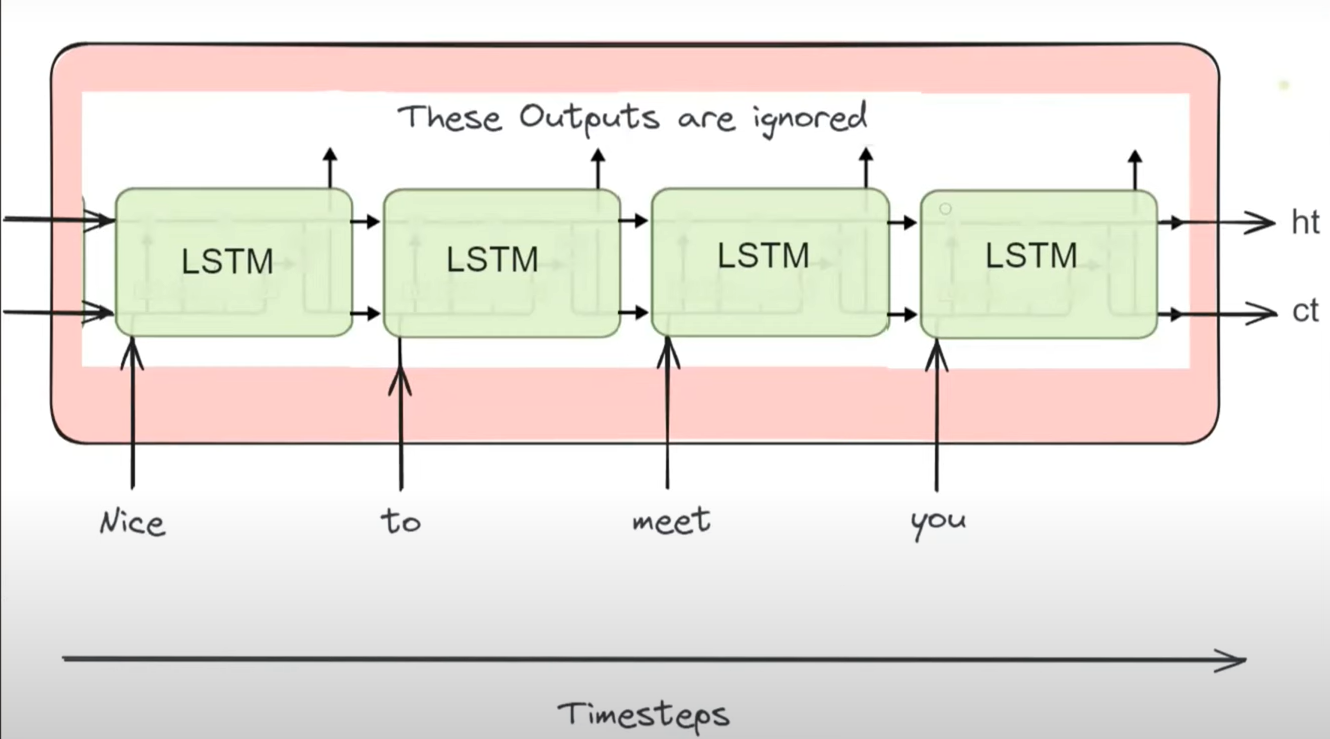 These Outputs are ignored
LSTM LSTM LSTM LSTM
ht
ct
Nice to meet you
Timesteps